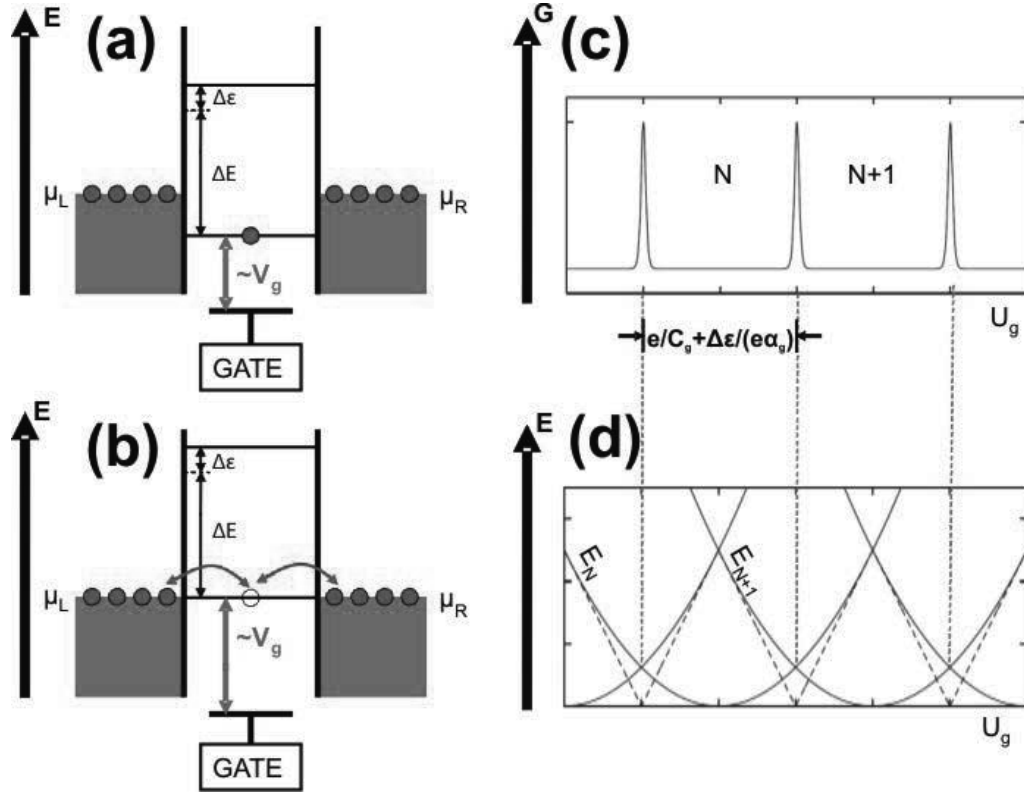 E
(a)
Δε
ΔE
μL
μR
~Vg
GATE
E
(b)
Δε
ΔE
μL
μR
~Vg
GATE
G
(c)
N
N+1
Ug
e/Cg+Δε/(eαg)
E
(d)
EN
EN+1
Ug